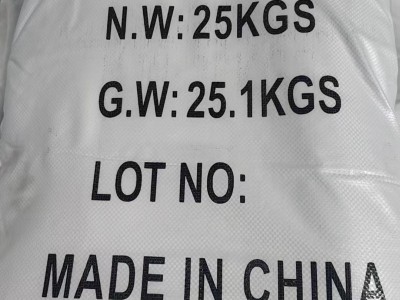 N.W: 25KGS
G.W: 25.1KGS
LOT NO:
MADE IN CHINA